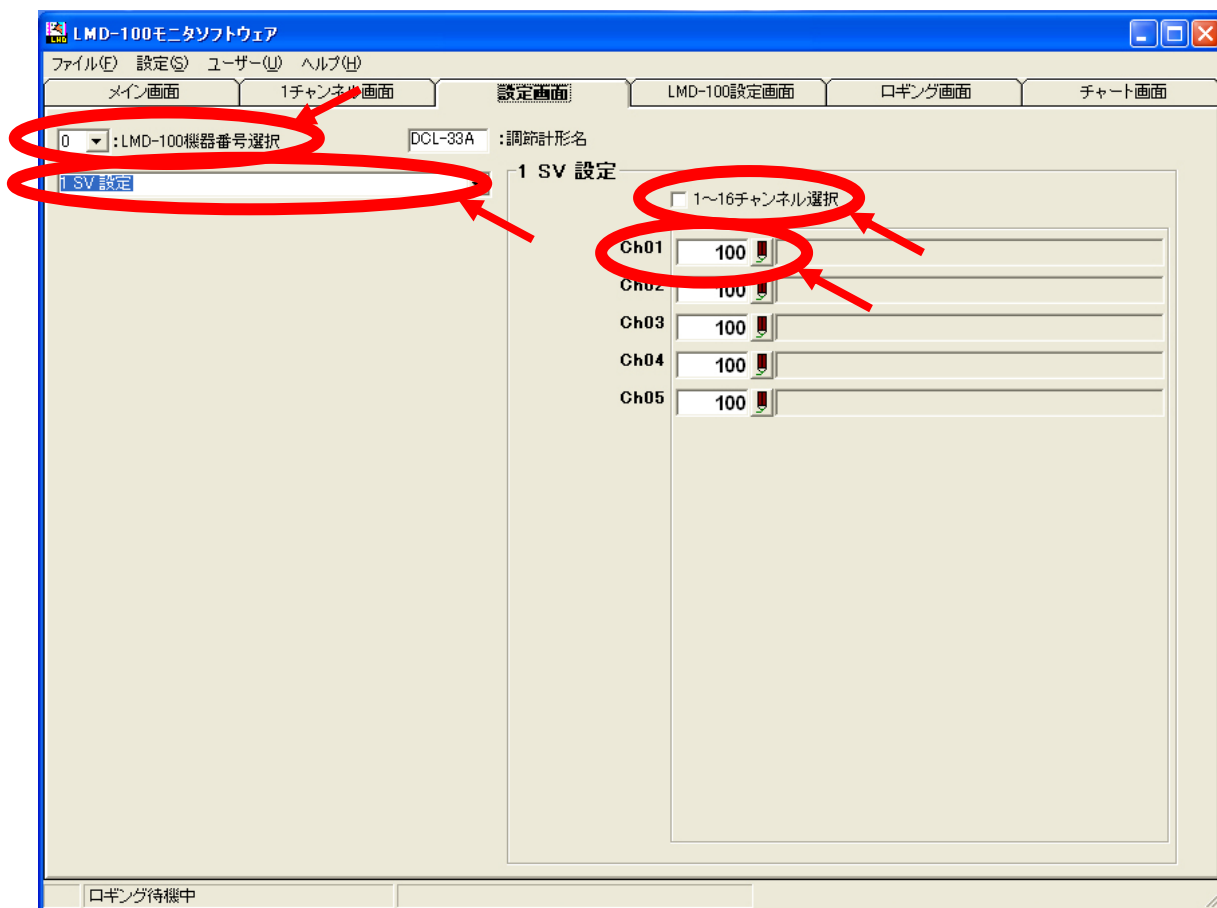 LMD-100モニタソフトウェア
ファイル(F) 設定(S) ユーザー(U) ヘルプ(H)
メイン画面 1チャンネル画面 設定画面 LMD-100設定画面 ロギング画面 チャート画面
0 :LMD-100機器番号選択 DCL-33A :調節計形名
1 SV 設定
1 SV 設定
1～16チャンネル選択
Ch01 100
Ch02 100
Ch03 100
Ch04 100
Ch05 100
ロギング待機中